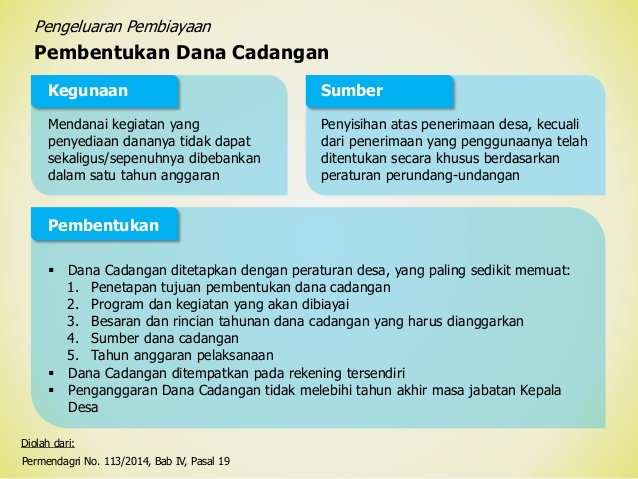 Pengeluaran Pembiayaan
Pembentukan Dana Cadangan
Kegunaan
Mendanai kegiatan yang
penyediaan dananya tidak dapat
sekaligus/sepenuhnya dibebankan
dalam satu tahun anggaran
Sumber
Penyisihan atas penerimaan desa, kecuali
dari penerimaan yang penggunaanya telah
ditentukan secara khusus berdasarkan
peraturan perundang-undangan
Pembentukan
▪ Dana Cadangan ditetapkan dengan peraturan desa, yang paling sedikit memuat:
1. Penetapan tujuan pembentukan dana cadangan
2. Program dan kegiatan yang akan dibiayai
3. Besaran dan rincian tahunan dana cadangan yang harus dianggarkan
4. Sumber dana cadangan
5. Tahun anggaran pelaksanaan
▪ Dana Cadangan ditempatkan pada rekening tersendiri
▪ Penganggaran Dana Cadangan tidak melebihi tahun akhir masa jabatan Kepala
Desa
Diolah dari:
Permendagri No. 113/2014, Bab IV, Pasal 19